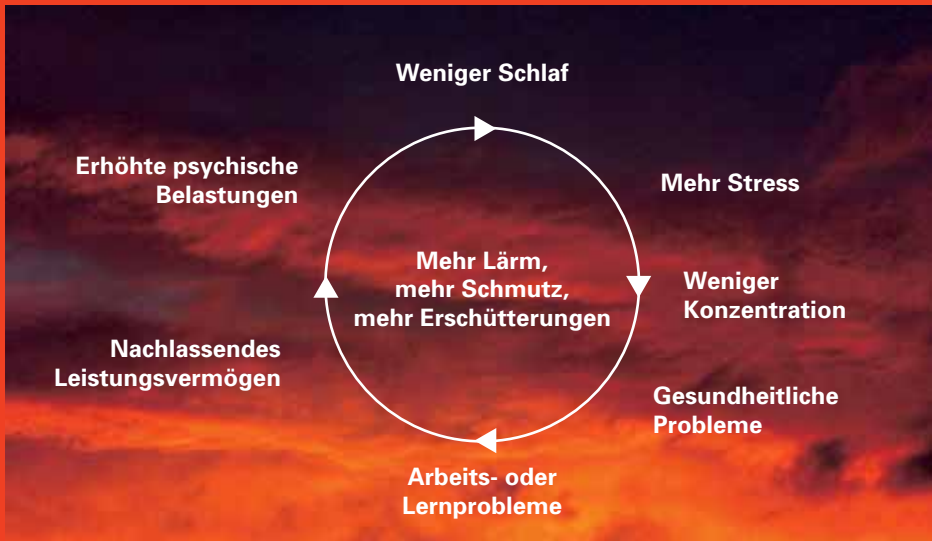 Weniger Schlaf
Mehr Stress
Weniger
Konzentration
Gesundheitliche
Probleme
Arbeits- oder
Lernprobleme
Nachlassendes
Leistungsvermögen
Erhöhte psychische
Belastungen
Mehr Lärm,
mehr Schmutz,
mehr Erschütterungen